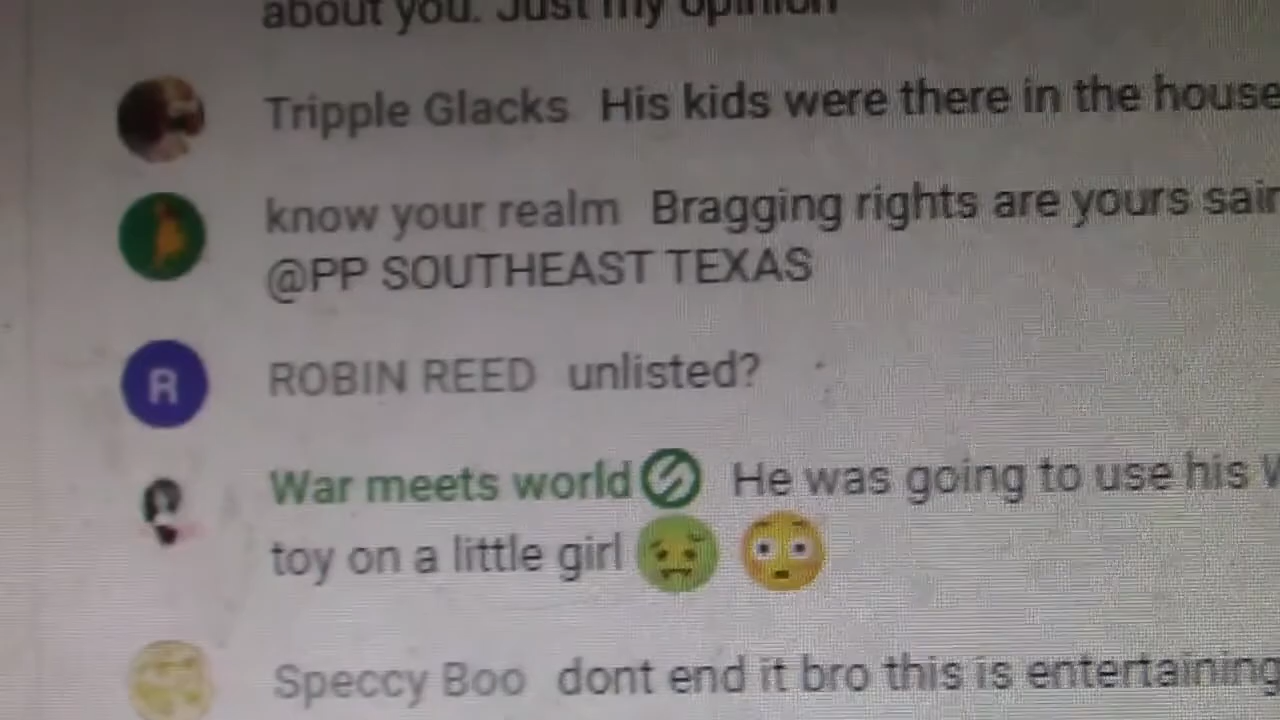 about you. Just my opinion
Tripple Glacks His kids were there in the house
know your realm Bragging rights are yours
@PP SOUTHEAST TEXAS
R
ROBIN REED unlisted?
War meets world He was going to use his
toy on a little girl
Speccy Boo dont end it bro this is entertaining